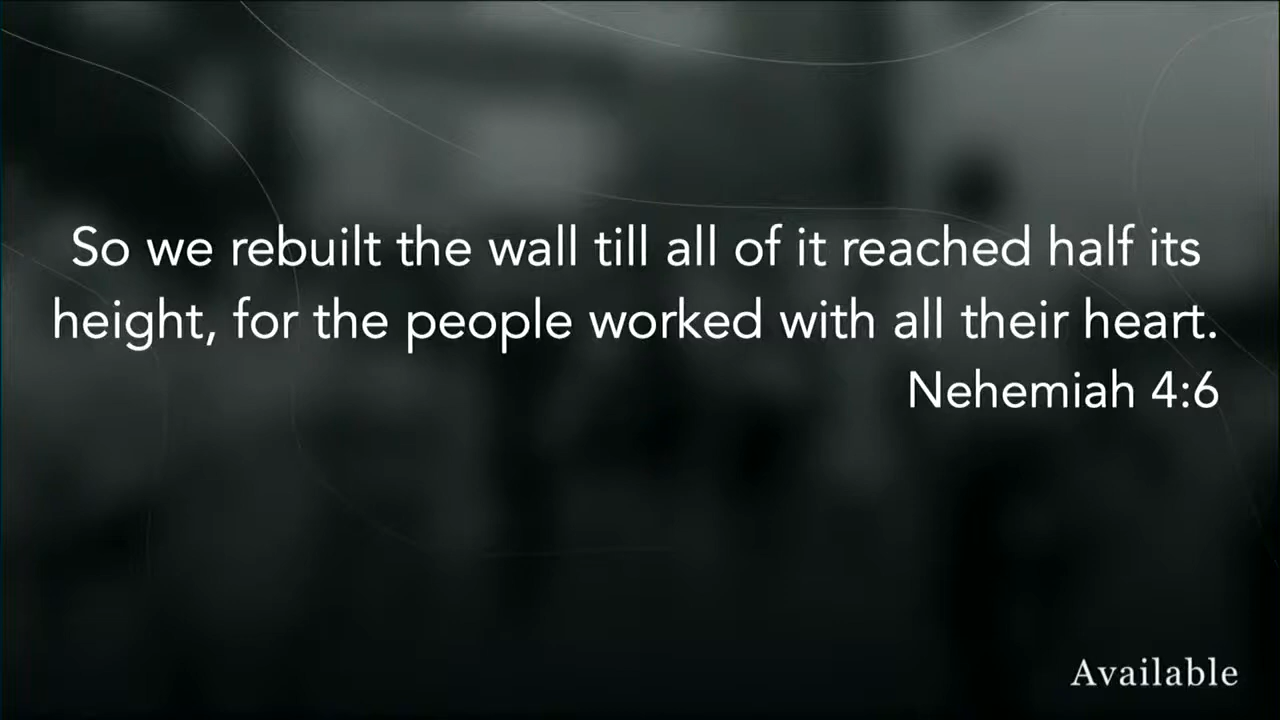 So we rebuilt the wall till all of it reached half its
height, for the people worked with all their heart.
Nehemiah 4:6
Available